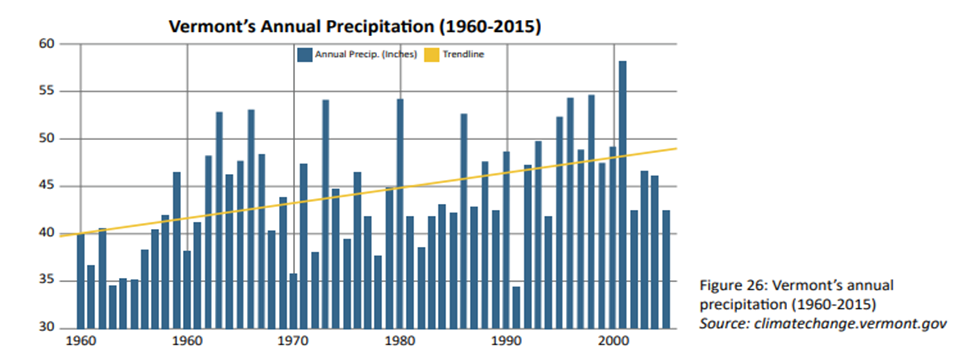 Vermont's Annual Precipitation (1960-2015)
Annual Precip. (Inches) Trendline
60
55
50
45
40
35
30
1960 1960 1970 1980 1990 2000
Figure 26: Vermont's annual
precipitation (1960-2015)
Source: climatechange.vermont.gov